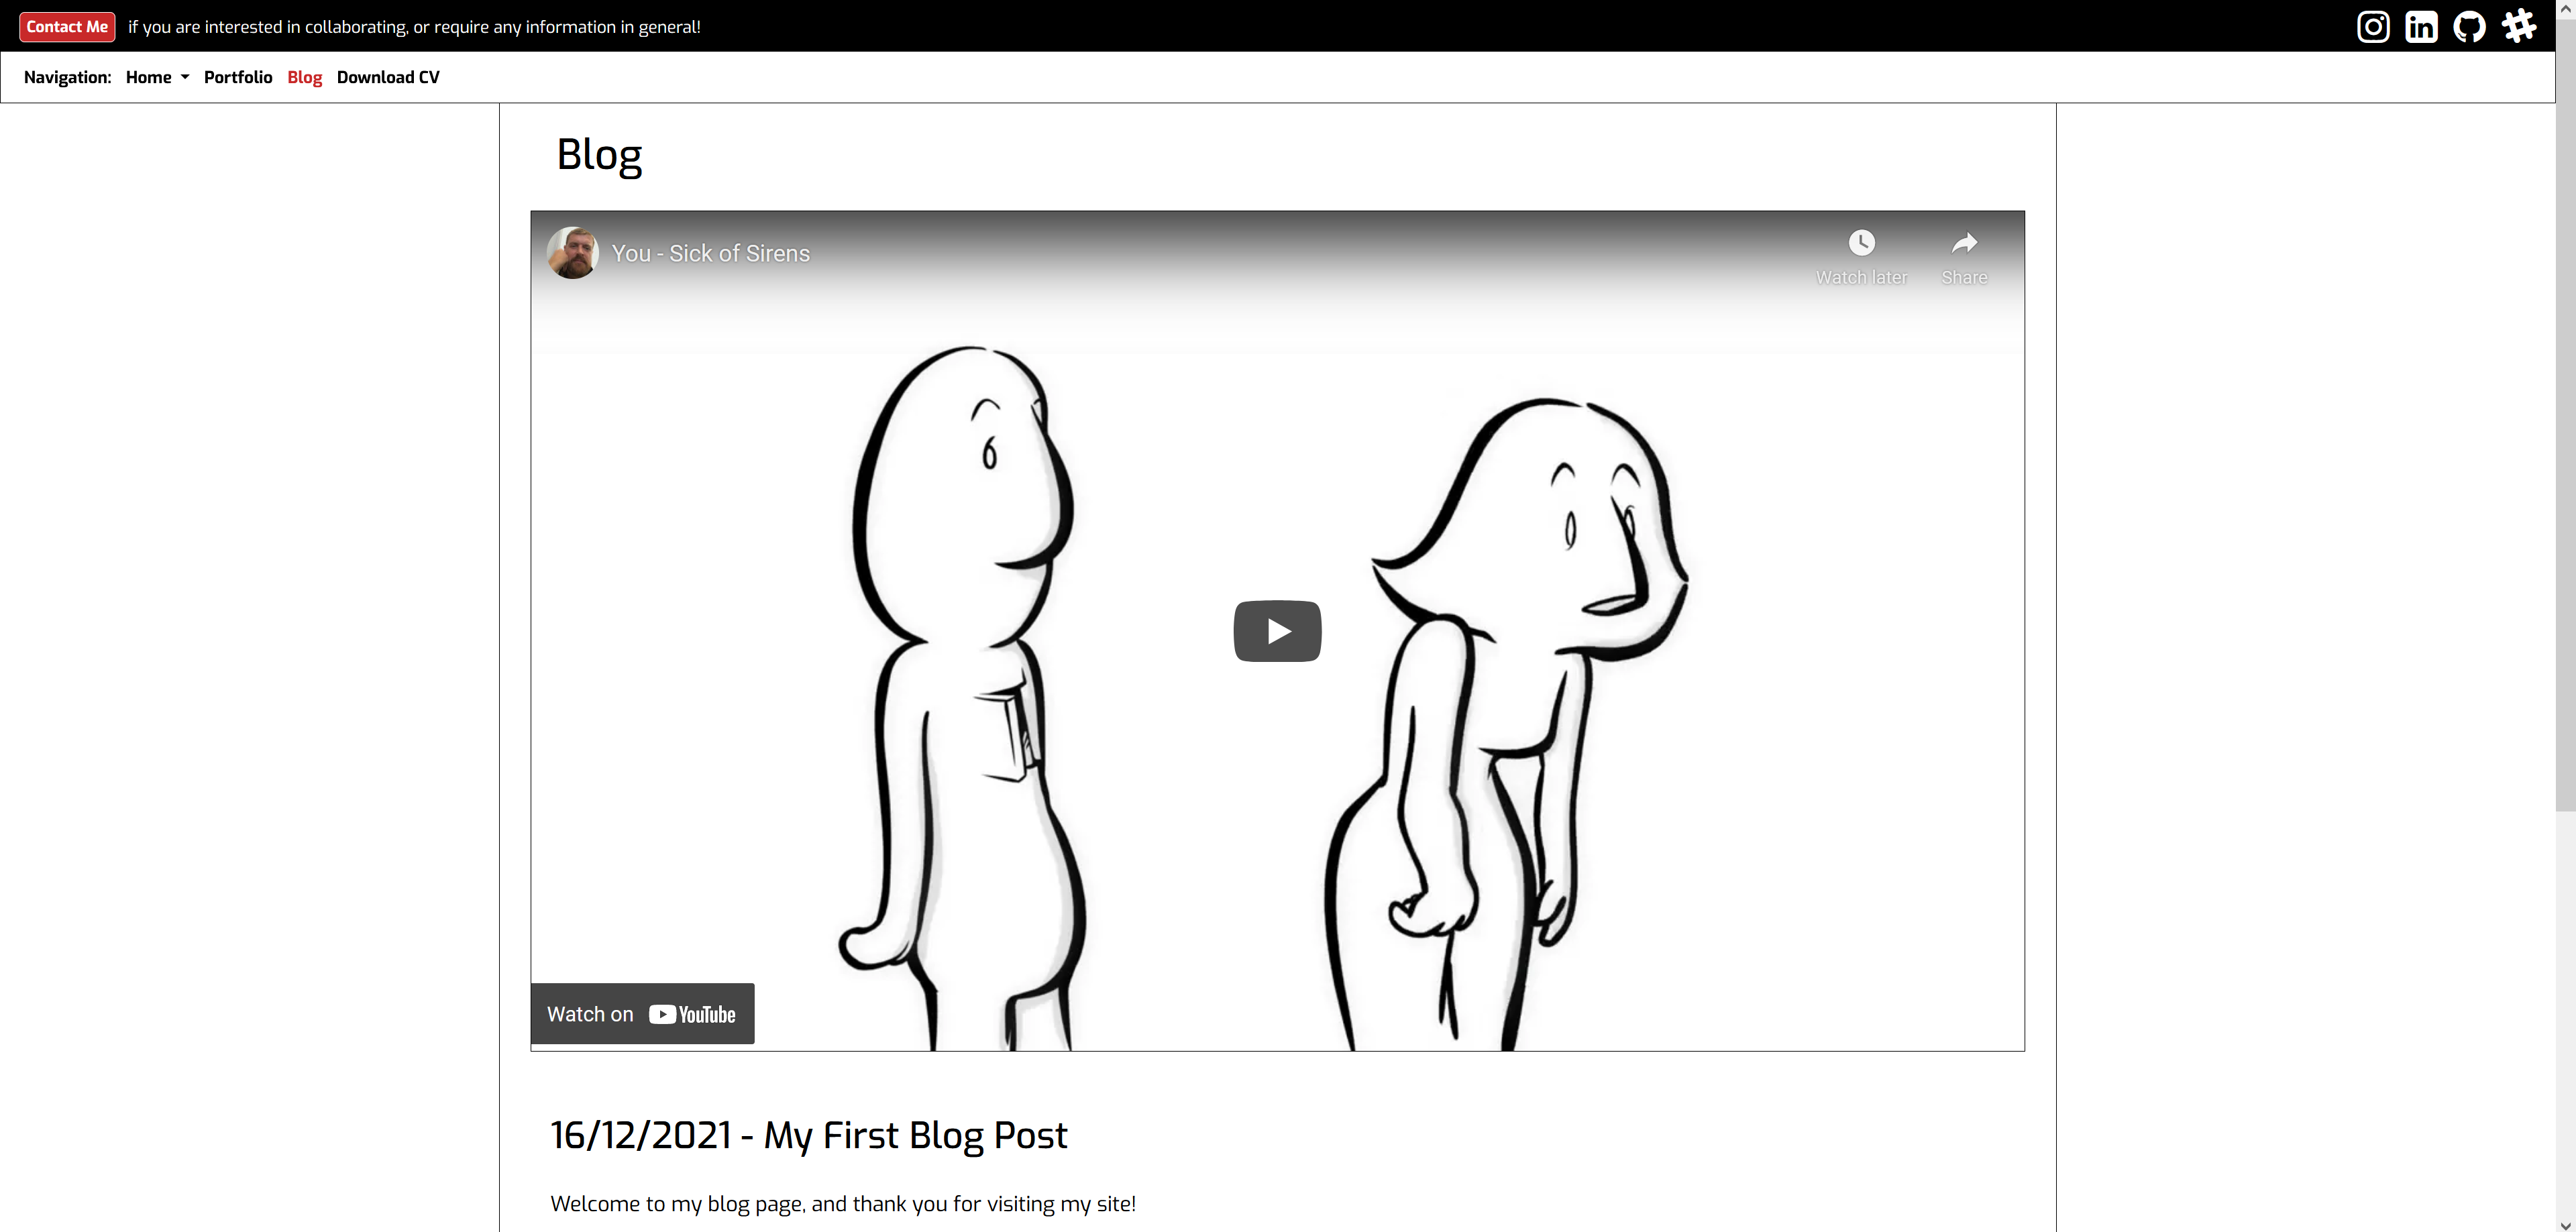 Contact Me if you are interested in collaborating, or require any information in general!
Navigation: Home Portfolio Blog Download CV
Blog
You - Sick of Sirens
Watch later Share
Watch on YouTube
16/12/2021 - My First Blog Post
Welcome to my blog page, and thank you for visiting my site!